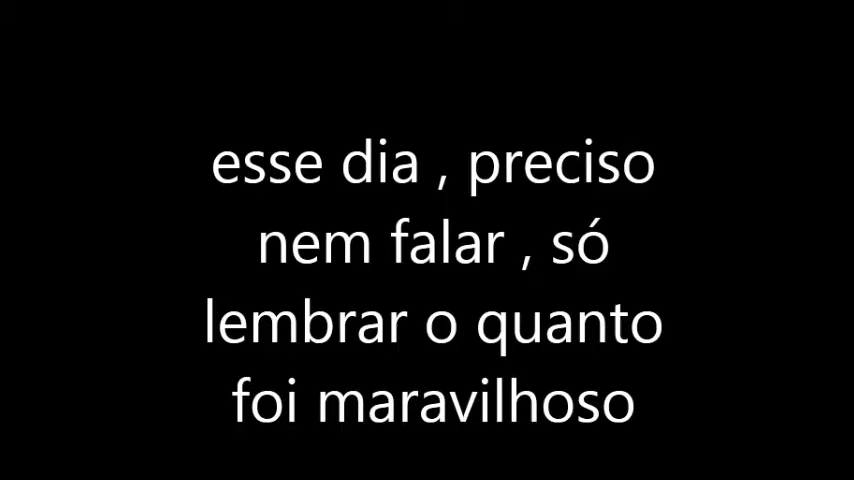 esse dia , preciso
nem falar , só
lembrar o quanto
foi maravilhoso